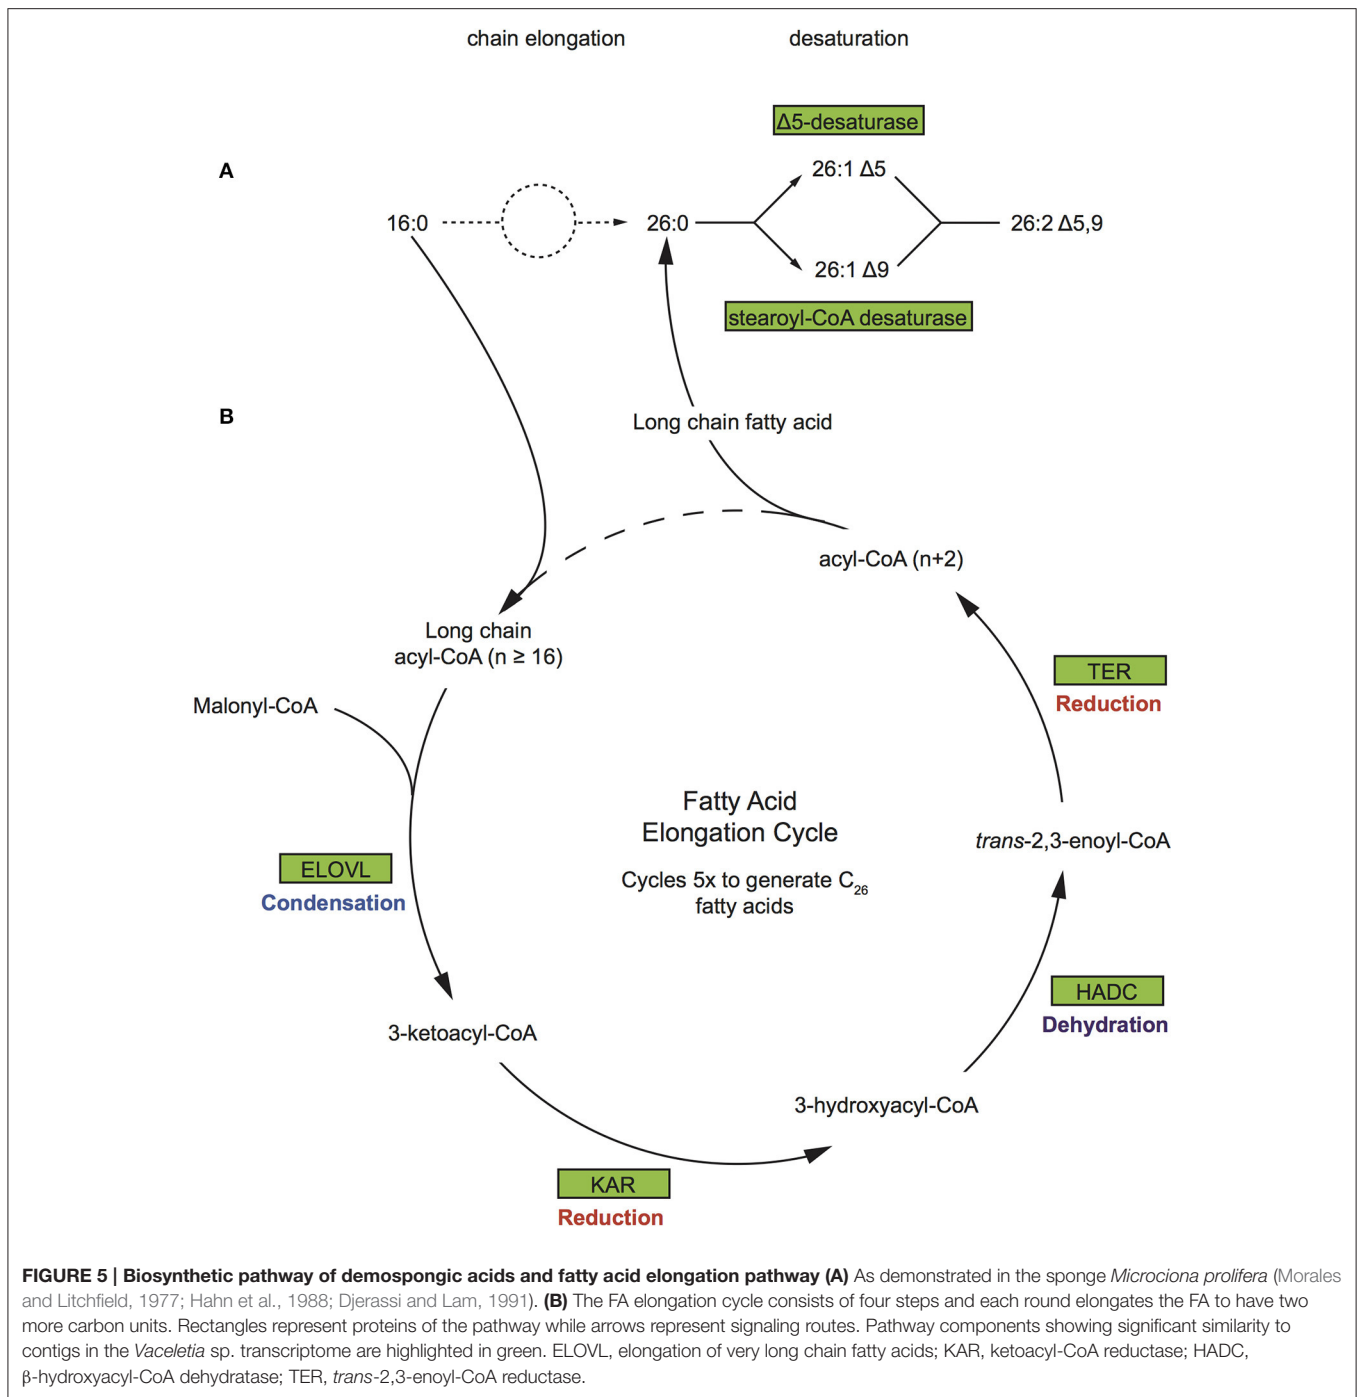 chain elongation
desaturation
Δ5-desaturase
A
26:1 Δ5
16:0
26:0
26:2 Δ5,9
26:1 Δ9
stearoyl-CoA desaturase
B
Long chain fatty acid
acyl-CoA (n+2)
Long chain
acyl-CoA (n ≥ 16)
TER
Reduction
Malonyl-CoA
Fatty Acid
Elongation Cycle
trans-2,3-enoyl-CoA
Cycles 5x to generate C26
fatty acids
ELOVL
Condensation
HADC
Dehydration
3-ketoacyl-CoA
3-hydroxyacyl-CoA
KAR
Reduction
FIGURE 5 | Biosynthetic pathway of demospongic acids and fatty acid elongation pathway (A) As demonstrated in the sponge Microciona prolifera (Morales
and Litchfield, 1977; Hahn et al., 1988; Djerassi and Lam, 1991). (B) The FA elongation cycle consists of four steps and each round elongates the FA to have two
more carbon units. Rectangles represent proteins of the pathway while arrows represent signaling routes. Pathway components showing significant similarity to
contigs in the Vaceletia sp. transcriptome are highlighted in green. ELOVL, elongation of very long chain fatty acids; KAR, ketoacyl-CoA reductase; HADC,
β-hydroxyacyl-CoA dehydratase; TER, trans-2,3-enoyl-CoA reductase.